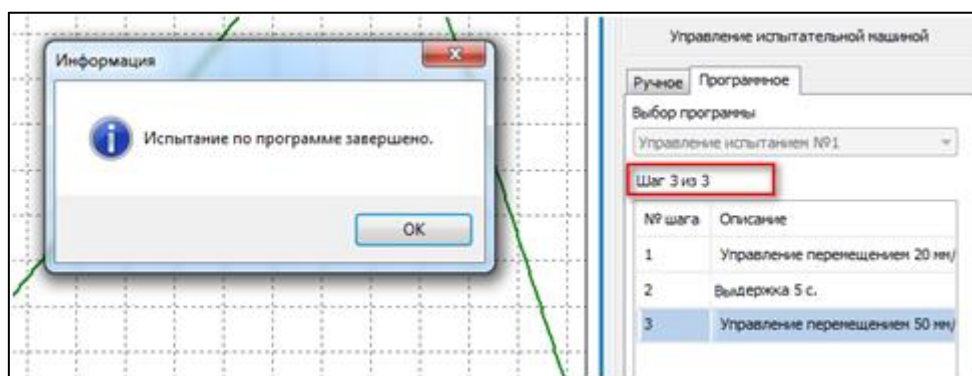 Информация
Испытание по программе завершено.
OK
Управление испытательной машиной
Ручное Программное
Выбор программы
Управление испытанием №1
Шаг 3 из 3
№ шага Описание
1 Управление перемещением 20 мм/
2 Выдержка 5 с.
3 Управление перемещением 50 мм/